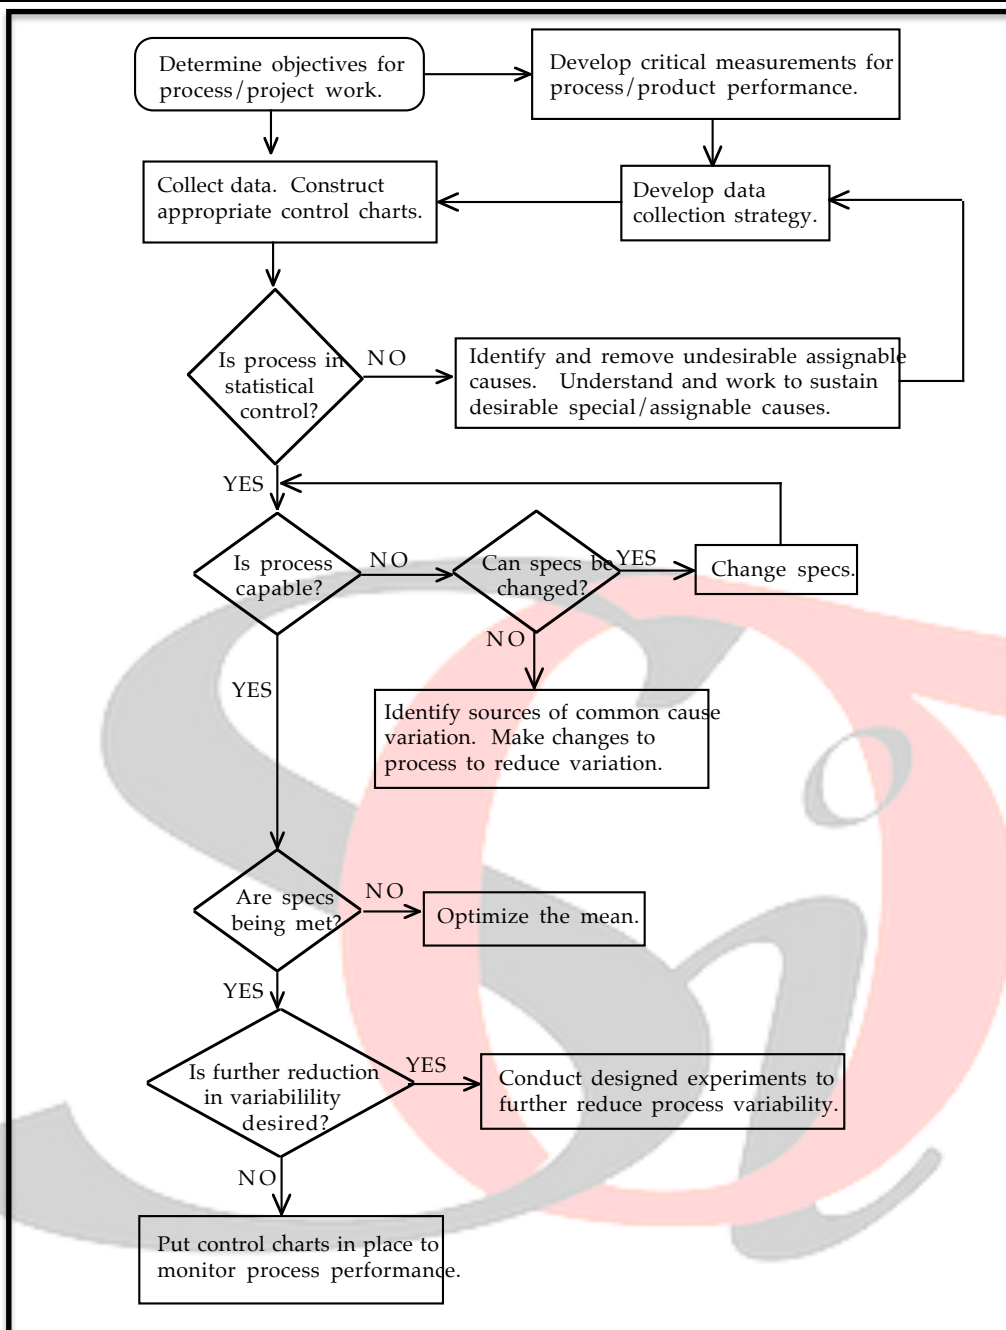 Determine objectives for
process/project work.
Develop critical measurements for
process/product performance.
Collect data. Construct
appropriate control charts.
Develop data
collection strategy.
Is process in
statistical
control?
NO
Identify and remove undesirable assignable
causes. Understand and work to sustain
desirable special/assignable causes.
YES
Is process
capable?
NO
Can specs be
changed?
YES
Change specs.
NO
YES
Identify sources of common cause
variation. Make changes to
process to reduce variation.
Are specs
being met?
NO
Optimize the mean.
YES
Is further reduction
in variabilility
desired?
YES
Conduct designed experiments to
further reduce process variability.
NO
Put control charts in place to
monitor process performance.